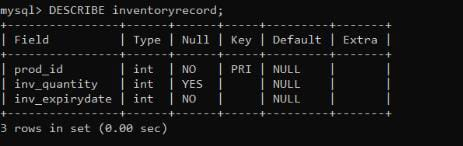 mysql> DESCRIBE inventoryrecord;
+----------------+------+------+-----+---------+-------+
| Field          | Type | Null | Key | Default | Extra |
+----------------+------+------+-----+---------+-------+
| prod_id        | int  | NO   | PRI | NULL    |       |
| inv_quantity   | int  | YES  |     | NULL    |       |
| inv_expirydate | int  | NO   |     | NULL    |       |
+----------------+------+------+-----+---------+-------+
3 rows in set (0.00 sec)